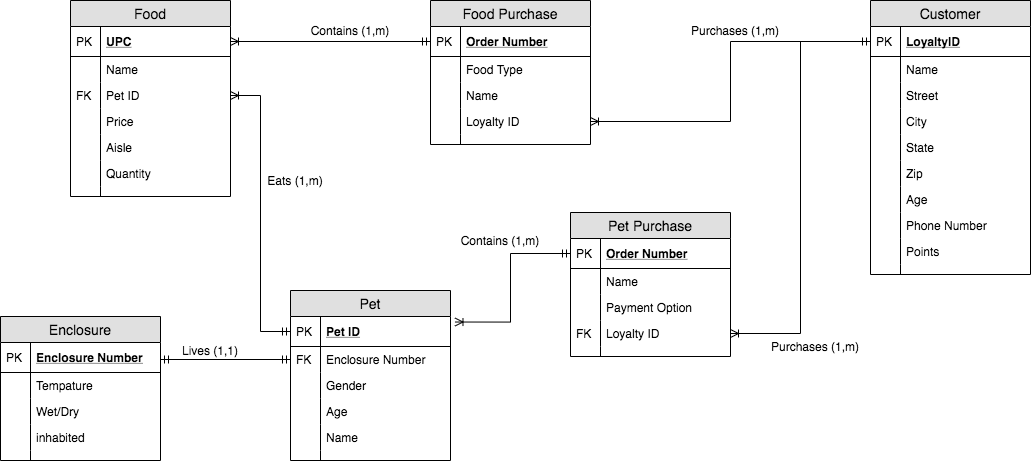 Food
PK UPC
Name
FK Pet ID
Price
Aisle
Quantity
Contains (1,m)
Food Purchase
PK Order Number
Food Type
Name
Loyalty ID
Purchases (1,m)
Customer
PK LoyaltyID
Name
Street
City
State
Zip
Age
Phone Number
Points
Eats (1,m)
Contains (1,m)
Pet Purchase
PK Order Number
Name
Payment Option
FK Loyalty ID
Purchases (1,m)
Enclosure
PK Enclosure Number
Tempature
Wet/Dry
inhabited
Lives (1,1)
Pet
PK Pet ID
FK Enclosure Number
Gender
Age
Name